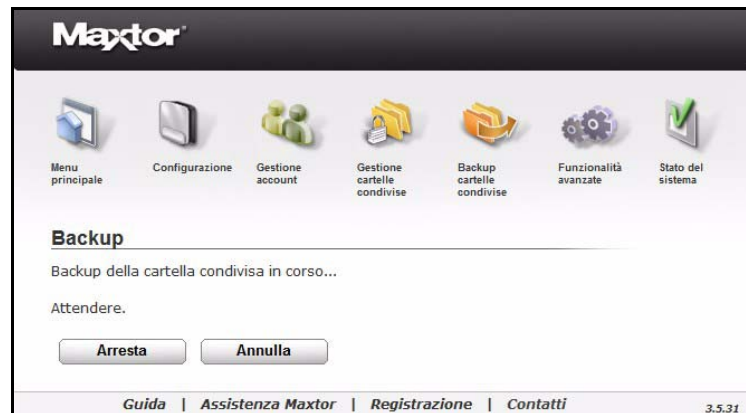 Maxtor
Menu
principale
Configurazione
Gestione
account
Gestione
cartelle
condivise
Backup
cartelle
condivise
Funzionalità
avanzate
Stato del
sistema
Backup
Backup della cartella condivisa in corso...
Attendere.
Arresta Annulla
Guida | Assistenza Maxtor | Registrazione | Contatti 3.5.31